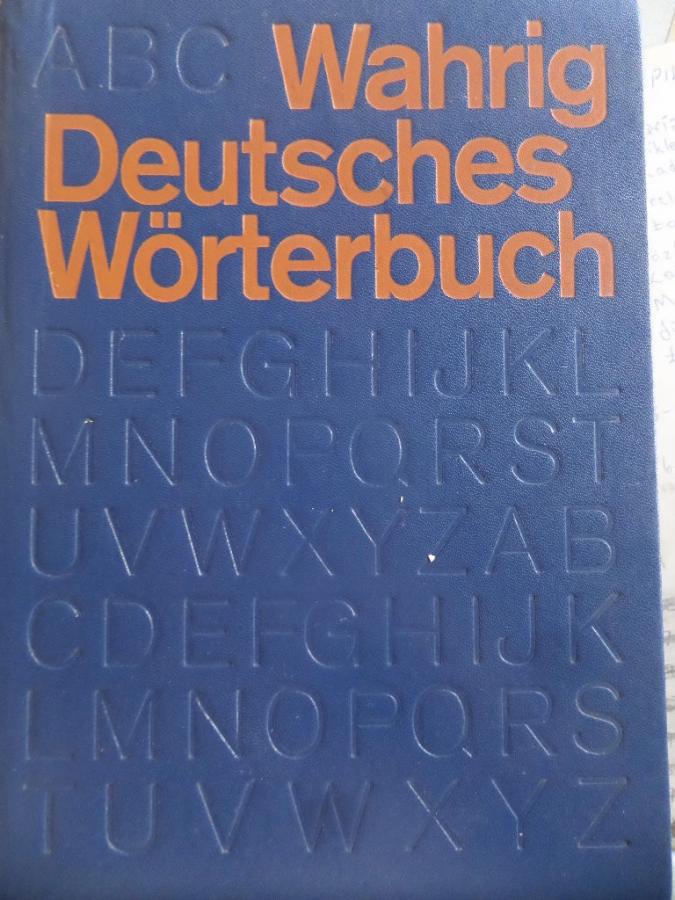 ABC Wahrig
Deutsches
Wörterbuch
DEFGHIJKL
MNOPQRST
UVWXYZAB
CDEFGHIJK
LMNOPQRS
TUVWXYZ